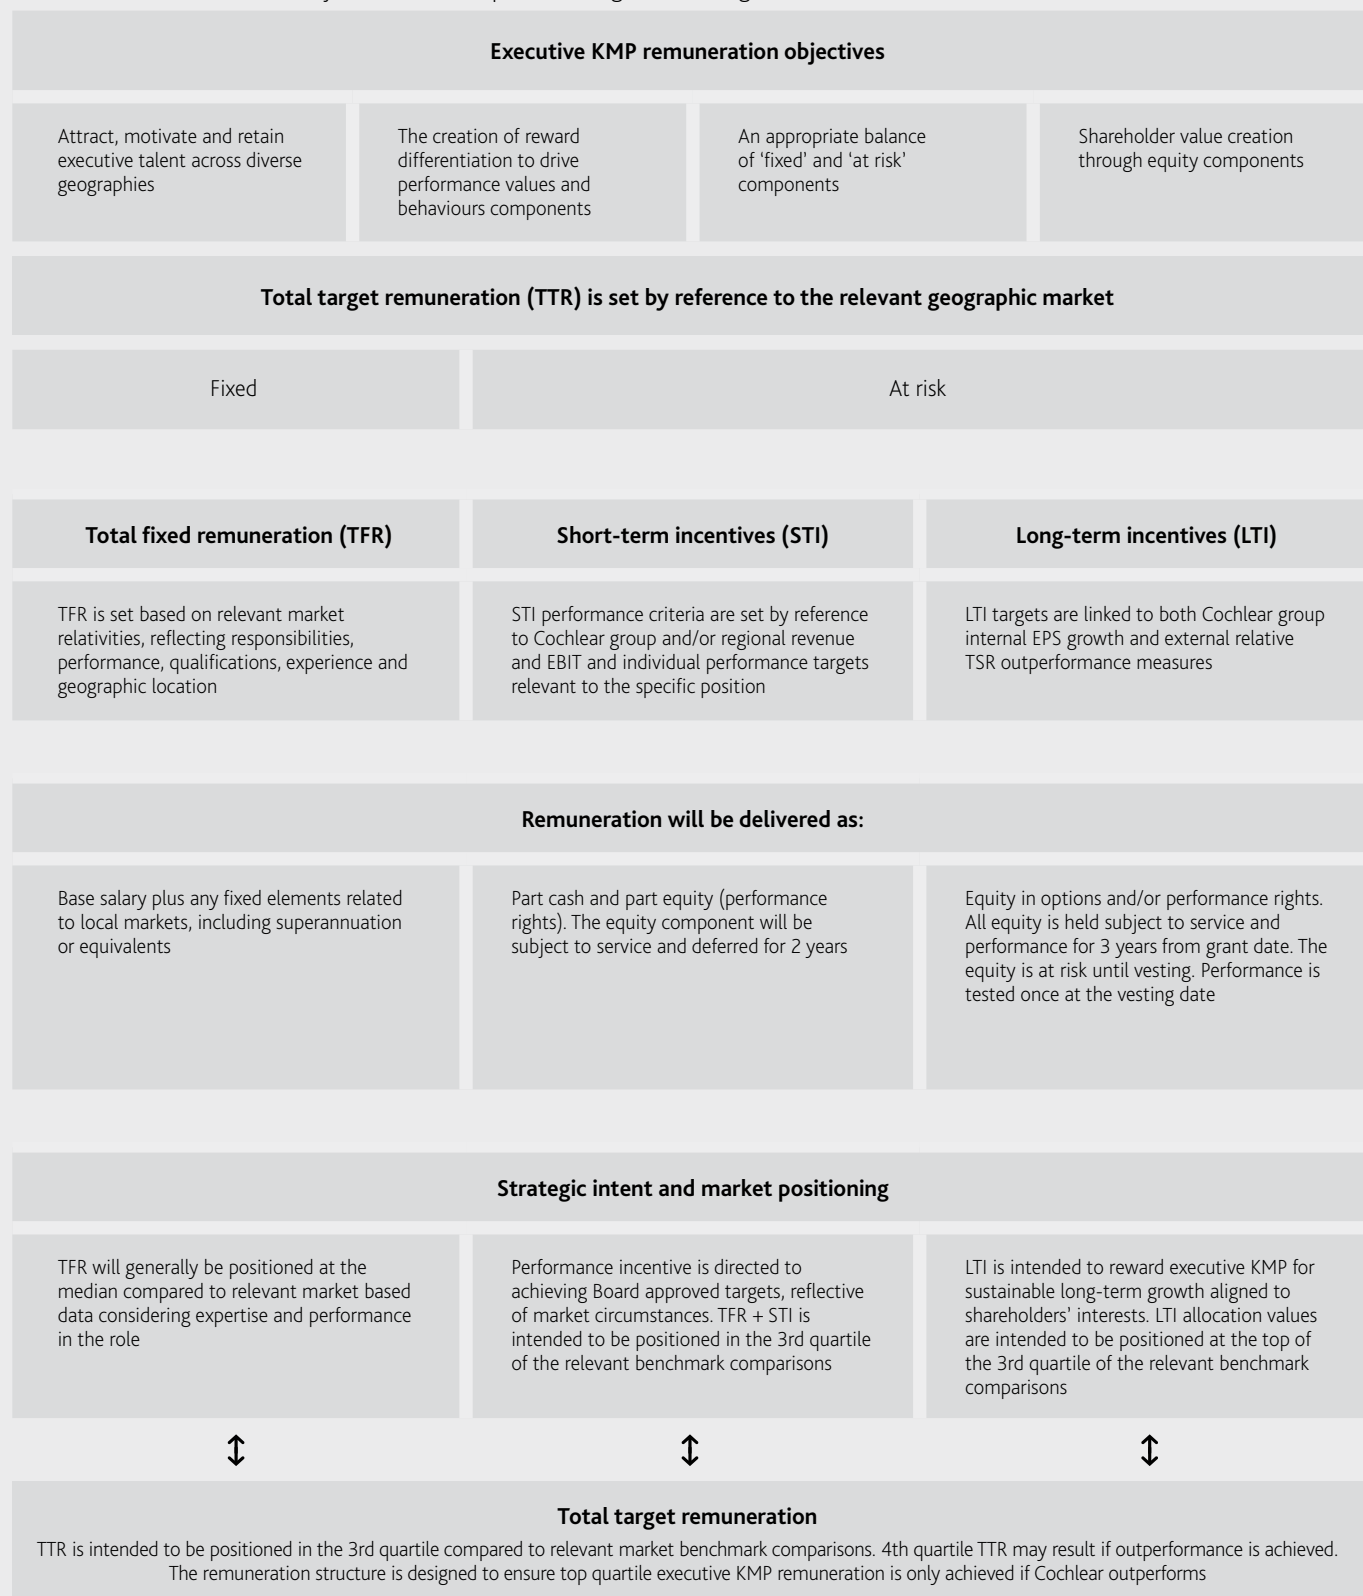 Executive KMP remuneration objectives
Attract, motivate and retain
executive talent across diverse
geographies
The creation of reward
differentiation to drive
performance values and
behaviours components
An appropriate balance
of ‘fixed’ and ‘at risk’
components
Shareholder value creation
through equity components
Total target remuneration (TTR) is set by reference to the relevant geographic market
Fixed
At risk
Total fixed remuneration (TFR)
Short-term incentives (STI)
Long-term incentives (LTI)
TFR is set based on relevant market
relativities, reflecting responsibilities,
performance, qualifications, experience and
geographic location
STI performance criteria are set by reference
to Cochlear group and/or regional revenue
and EBIT and individual performance targets
relevant to the specific position
LTI targets are linked to both Cochlear group
internal EPS growth and external relative
TSR outperformance measures
Remuneration will be delivered as:
Base salary plus any fixed elements related
to local markets, including superannuation
or equivalents
Part cash and part equity (performance
rights). The equity component will be
subject to service and deferred for 2 years
Equity in options and/or performance rights.
All equity is held subject to service and
performance for 3 years from grant date. The
equity is at risk until vesting. Performance is
tested once at the vesting date
Strategic intent and market positioning
TFR will generally be positioned at the
median compared to relevant market based
data considering expertise and performance
in the role
Performance incentive is directed to
achieving Board approved targets, reflective
of market circumstances. TFR + STI is
intended to be positioned in the 3rd quartile
of the relevant benchmark comparisons
LTI is intended to reward executive KMP for
sustainable long-term growth aligned to
shareholders’ interests. LTI allocation values
are intended to be positioned at the top of
the 3rd quartile of the relevant benchmark
comparisons
Total target remuneration
TTR is intended to be positioned in the 3rd quartile compared to relevant market benchmark comparisons. 4th quartile TTR may result if outperformance is achieved.
The remuneration structure is designed to ensure top quartile executive KMP remuneration is only achieved if Cochlear outperforms